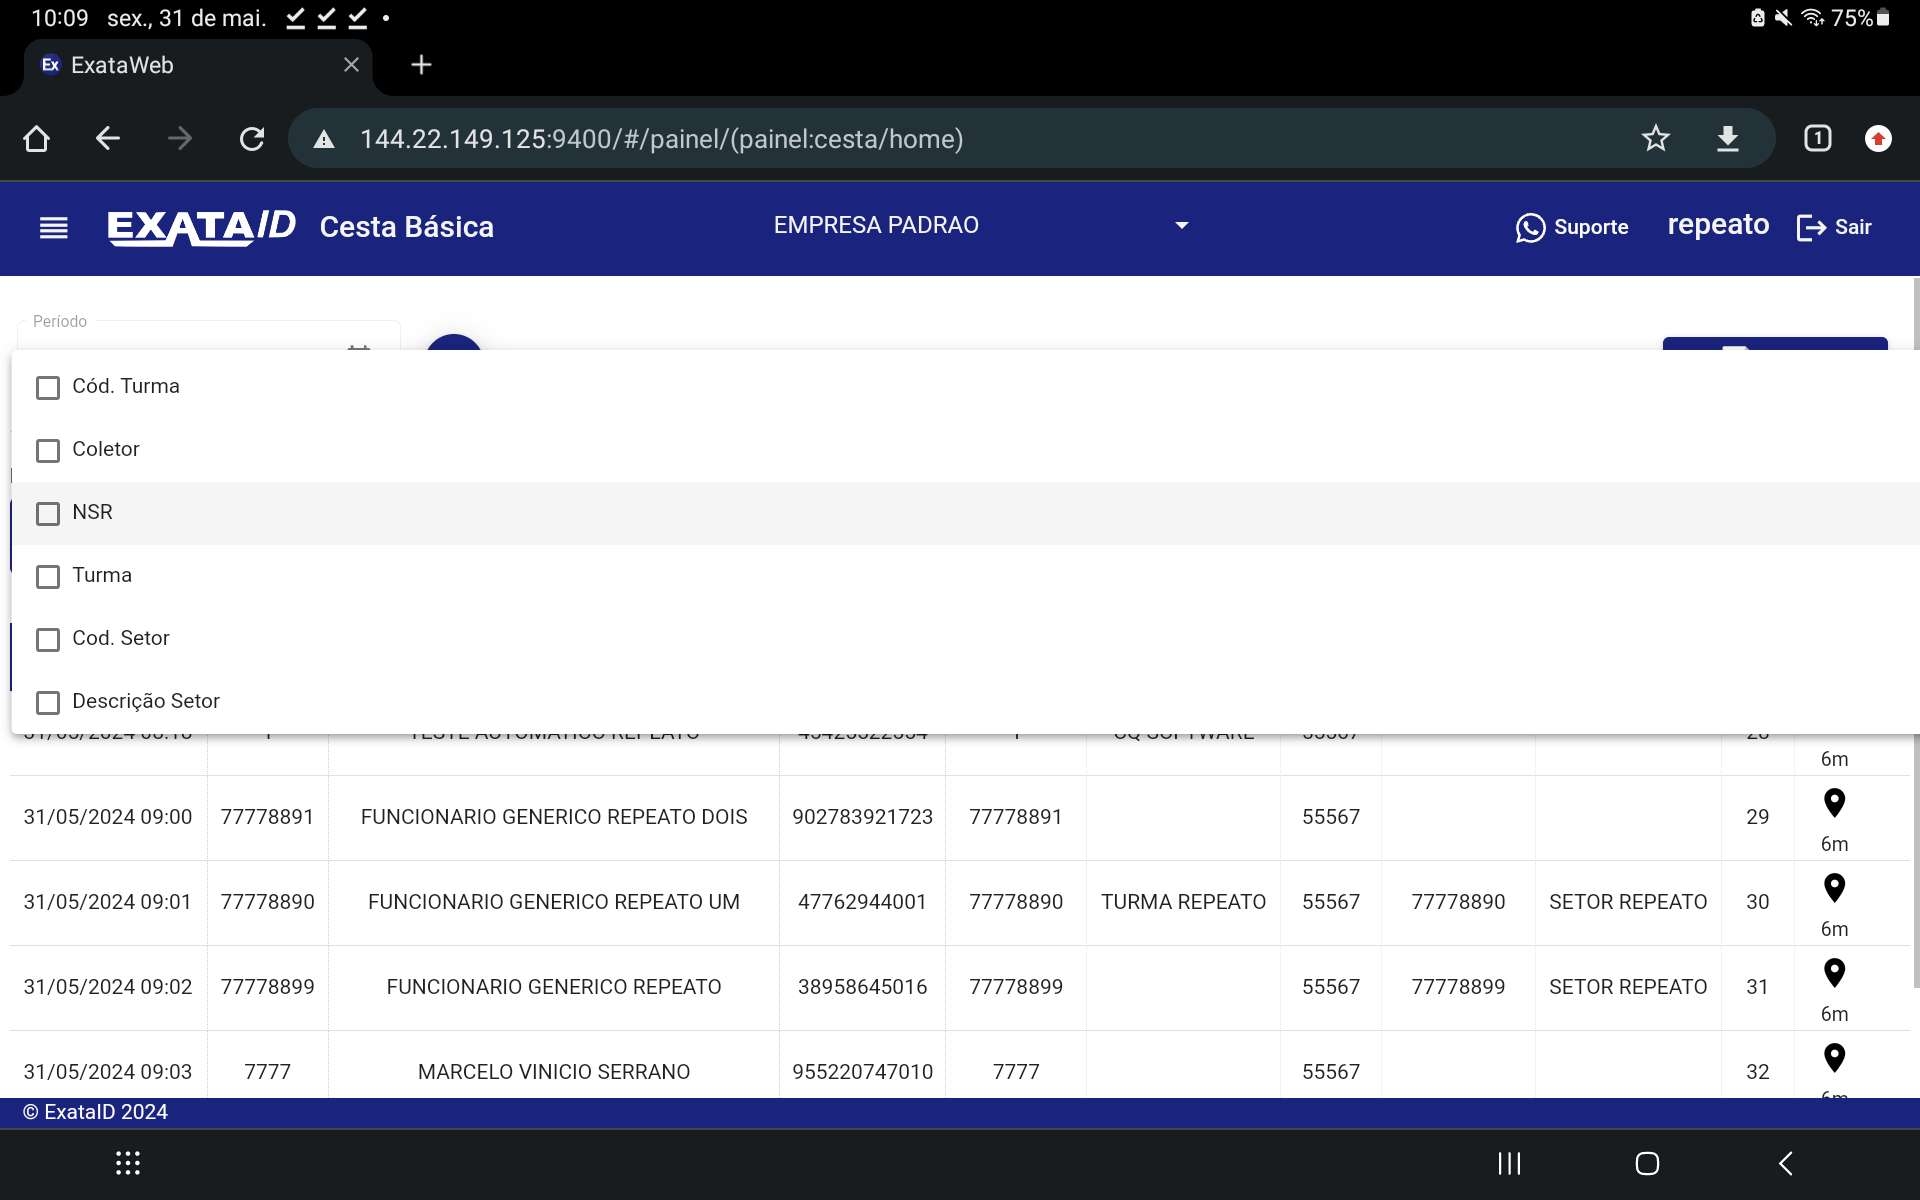 10:09 sex., 31 de mai. 75%
Ex ExataWeb
144.22.149.125:9400/#/painel/(painel:cesta/home) 1
EXATAID Cesta Básica EMPRESA PADRAO Suporte repeato Sair
Período
Cód. Turma
Coletor
NSR
Turma
Cod. Setor
Descrição Setor
6m
31/05/2024 09:00 77778891 FUNCIONARIO GENERICO REPEATO DOIS 902783921723 77778891 55567 29
6m
31/05/2024 09:01 77778890 FUNCIONARIO GENERICO REPEATO UM 47762944001 77778890 TURMA REPEATO 55567 77778890 SETOR REPEATO 30
6m
31/05/2024 09:02 77778899 FUNCIONARIO GENERICO REPEATO 38958645016 77778899 55567 77778899 SETOR REPEATO 31
6m
31/05/2024 09:03 7777 MARCELO VINICIO SERRANO 955220747010 7777 55567 32
© ExataID 2024